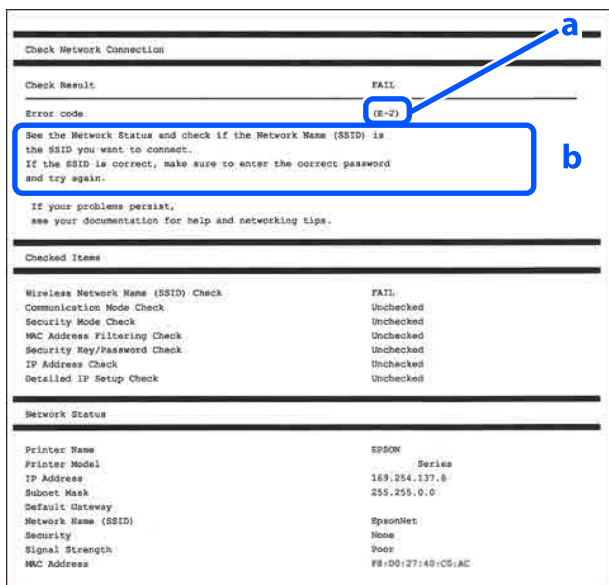 a
Check Network Connection
Check Result FAIL
Error code (E-2)
See the Network Status and check if the Network Name (SSID) is
the SSID you want to connect.
If the SSID is correct, make sure to enter the correct password
and try again.
b
If your problems persist,
see your documentation for help and networking tips.
Checked Items
Wireless Network Name (SSID) Check FAIL
Communication Mode Check Unchecked
Security Mode Check Unchecked
MAC Address Filtering Check Unchecked
Security Key/Password Check Unchecked
IP Address Check Unchecked
Detailed IP Setup Check Unchecked
Network Status
Printer Name EPSON
Printer Model Series
IP Address 169.254.137.8
Subnet Mask 255.255.0.0
Default Gateway
Network Name (SSID) EpsonNet
Security None
Signal Strength Poor
MAC Address F8:D0:27:40:C5:AC